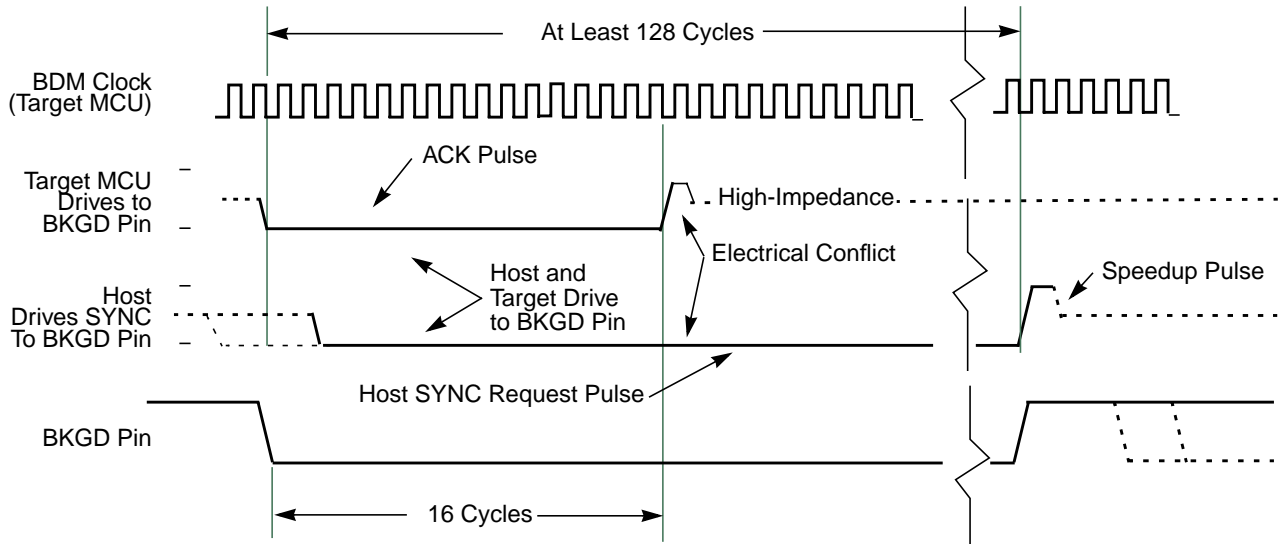 At Least 128 Cycles
BDM Clock
(Target MCU)
ACK Pulse
Target MCU
Drives to
BKGD Pin
High-Impedance
Electrical Conflict
Host and
Target Drive
to BKGD Pin
Speedup Pulse
Host
Drives SYNC
To BKGD Pin
Host SYNC Request Pulse
BKGD Pin
16 Cycles